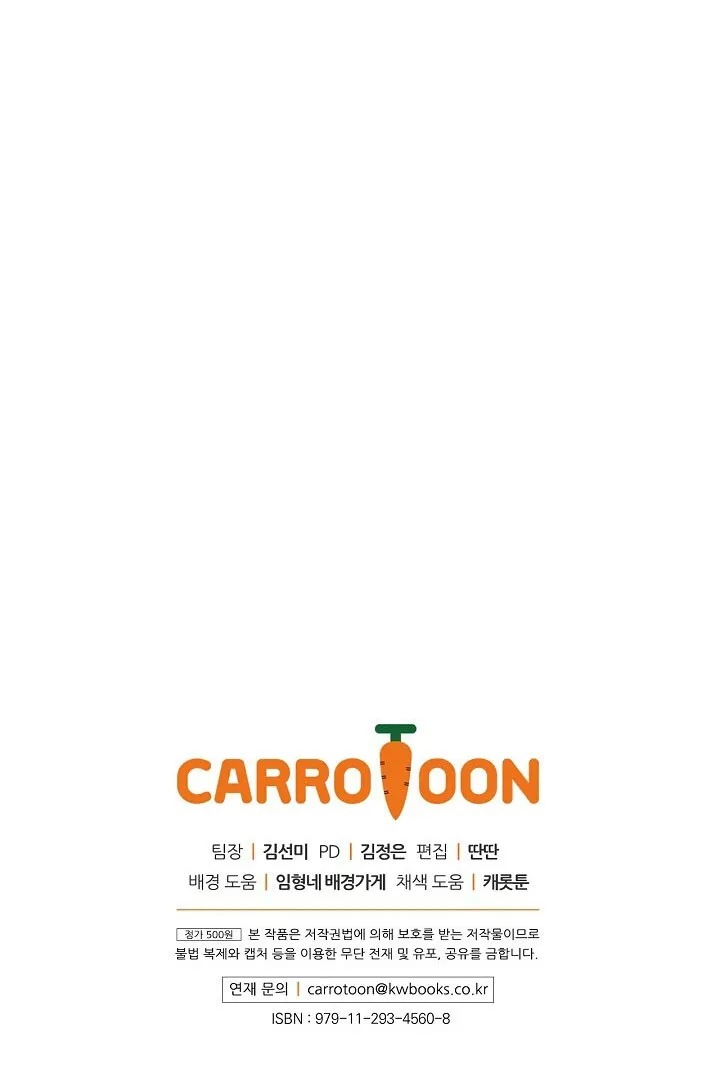 CARROTOON
팀장 | 김선미 PD | 김정은 편집 | 딴딴
배경 도움 | 임형네 배경가게 채색 도움 | 캐롯툰
정가 500원 본 작품은 저작권법에 의해 보호를 받는 저작물이므로
불법 복제와 캡처 등을 이용한 무단 전재 및 유포, 공유를 금합니다.
연재 문의 | carrotoon@kwbooks.co.kr
ISBN : 979-11-293-4560-8